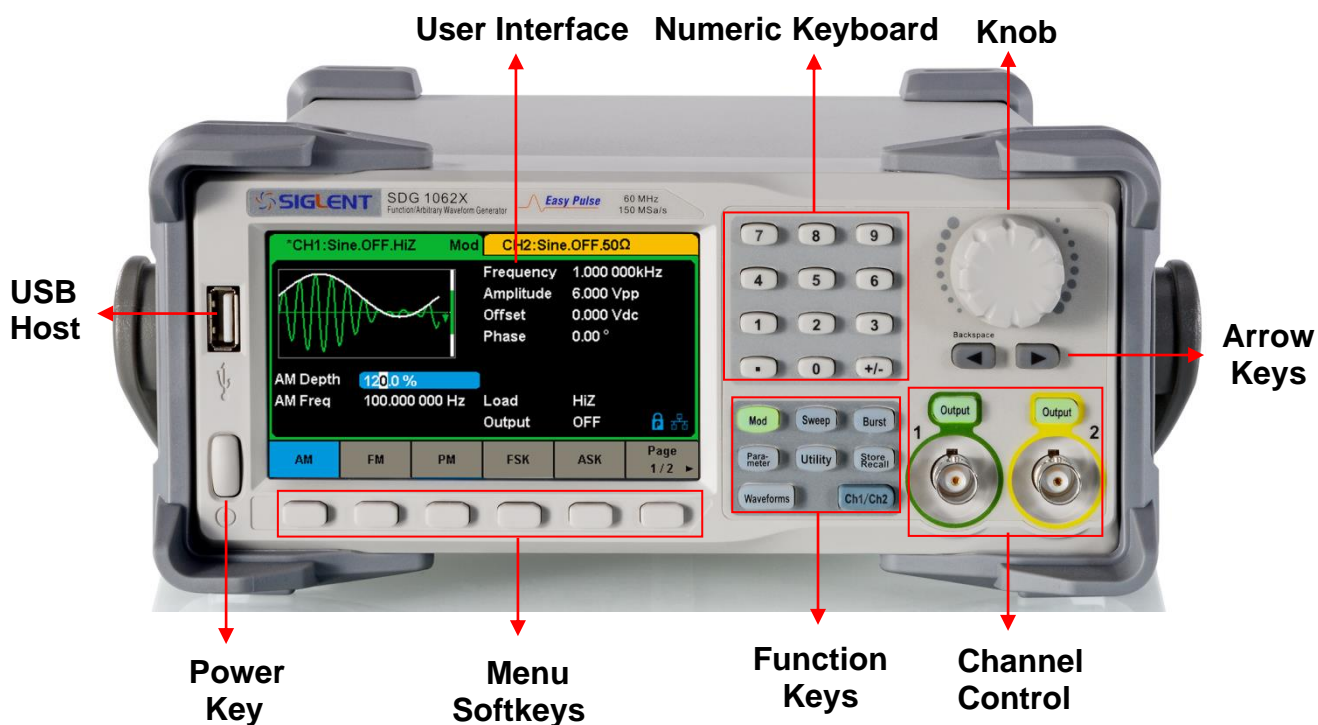 User Interface
Numeric Keyboard
Knob
SIGLENT
SDG 1062X
Function/Arbitrary Waveform Generator
Easy Pulse
60 MHz
150 MSa/s
*CH1:Sine.OFF.HiZ Mod
CH2:Sine.OFF.50Ω
Frequency 1.000 000kHz
Amplitude 6.000 Vpp
Offset 0.000 Vdc
Phase 0.00 °
AM Depth 120.0 %
AM Freq 100.000 000 Hz
Load HiZ
Output OFF
AM
FM
PM
FSK
ASK
Page
1/2 ►
7 8 9
4 5 6
1 2 3
. 0 +/-
Backspace
Mod Sweep Burst
Para-
meter
Utility
Store
Recall
Waveforms
Ch1/Ch2
Output
1
Output
2
USB
Host
Arrow
Keys
Power
Key
Menu
Softkeys
Function
Keys
Channel
Control